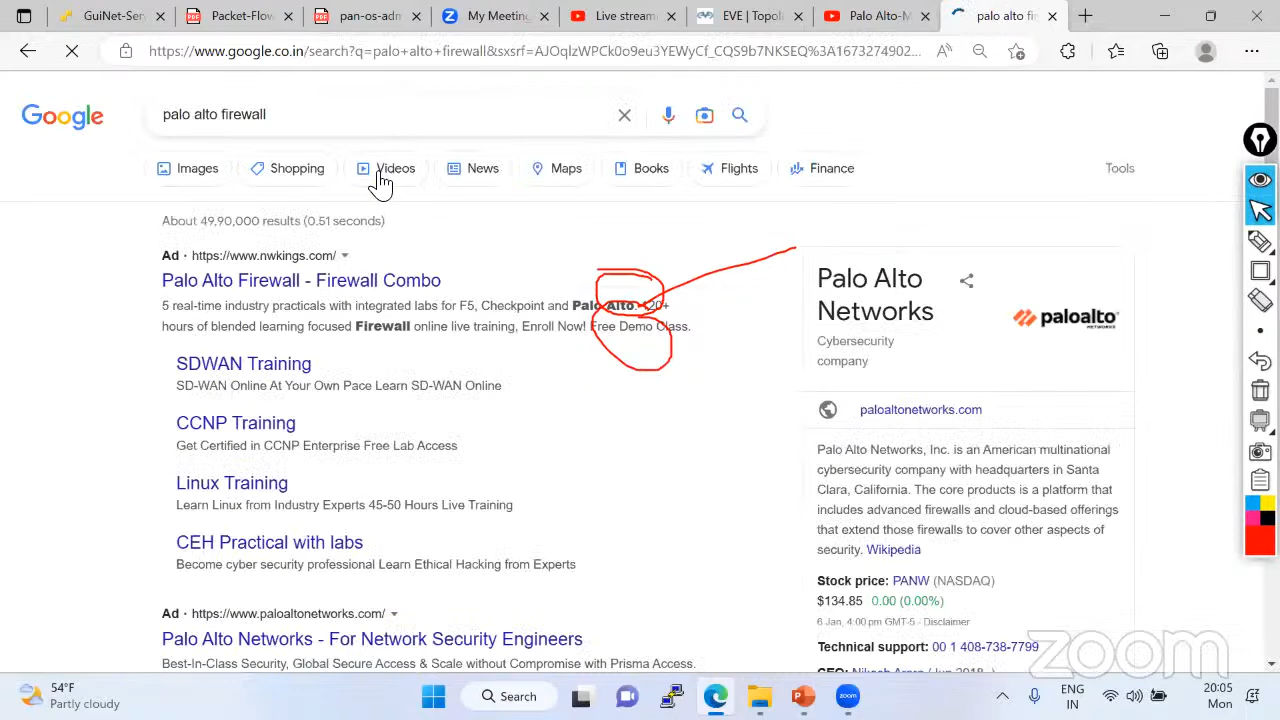 GuiNe-Ser
pan-admi
pan-os-ad
My Meeting
Live stream
EVE | Topol
Palo Alto
palo alto fir
https://www.google.co.in/search?q=palo+alto+firewall&sxsrf=AJOqlzWPCk0o9eu3YEWyCf_CQS9b7NKSEQ%3A1673274902...
Google
palo alto firewall
Images
Shopping
Videos
News
Maps
Books
Flights
Finance
Tools
About 49,90,000 results (0.51 seconds)
Ad · https://www.nwkings.com/
Palo Alto Firewall - Firewall Combo
5 real-time industry practicals with integrated labs for F5, Checkpoint and Palo Alto. 120+
hours of blended learning focused Firewall online live training, Enroll Now! Free Demo Class.
SDWAN Training
SD-WAN Online At Your Own Pace Learn SD-WAN Online
CCNP Training
Get Certified in CCNP Enterprise Free Lab Access
Linux Training
Learn Linux from Industry Experts 45-50 Hours Live Training
CEH Practical with labs
Become cyber security professional Learn Ethical Hacking from Experts
Ad · https://www.paloaltonetworks.com/
Palo Alto Networks - For Network Security Engineers
Best-In-Class Security, Global Secure Access & Scale without Compromise with Prisma Access.
Palo Alto
Networks
Cybersecurity
company
paloalto
NETWORKS
paloaltonetworks.com
Palo Alto Networks, Inc. is an American multinational
cybersecurity company with headquarters in Santa
Clara, California. The core products is a platform that
includes advanced firewalls and cloud-based offerings
that extend those firewalls to cover other aspects of
security. Wikipedia
Stock price: PANW (NASDAQ)
$134.85 0.00 (0.00%)
6 Jan, 4:00 pm GMT-5 - Disclaimer
Technical support: 00 1 408-738-7799
CEO: Nikesh Arora (Jun 2018–)
zoom
54°F
Partly cloudy
Search
ENG
IN
20:05
Mon